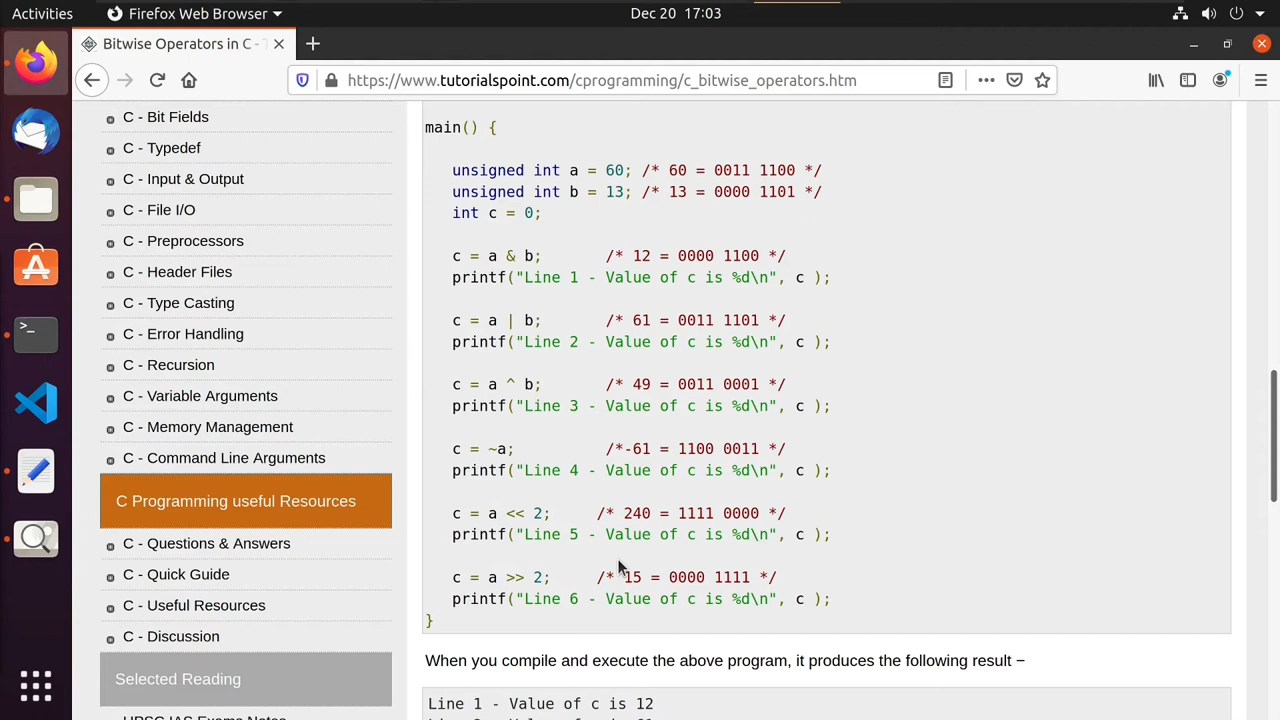 Activities
Firefox Web Browser
Dec 20 17:03
Bitwise Operators in C - T
https://www.tutorialspoint.com/cprogramming/c_bitwise_operators.htm
C - Bit Fields
C - Typedef
C - Input & Output
C - File I/O
C - Preprocessors
C - Header Files
C - Type Casting
C - Error Handling
C - Recursion
C - Variable Arguments
C - Memory Management
C - Command Line Arguments
C Programming useful Resources
C - Questions & Answers
C - Quick Guide
C - Useful Resources
C - Discussion
Selected Reading
UPSC IAS Exams Notes
main() {
unsigned int a = 60; /* 60 = 0011 1100 */
unsigned int b = 13; /* 13 = 0000 1101 */
int c = 0;
c = a & b; /* 12 = 0000 1100 */
printf("Line 1 - Value of c is %d\n", c );
c = a | b; /* 61 = 0011 1101 */
printf("Line 2 - Value of c is %d\n", c );
c = a ^ b; /* 49 = 0011 0001 */
printf("Line 3 - Value of c is %d\n", c );
c = ~a; /*-61 = 1100 0011 */
printf("Line 4 - Value of c is %d\n", c );
c = a << 2; /* 240 = 1111 0000 */
printf("Line 5 - Value of c is %d\n", c );
c = a >> 2; /* 15 = 0000 1111 */
printf("Line 6 - Value of c is %d\n", c );
}
When you compile and execute the above program, it produces the following result −
Line 1 - Value of c is 12